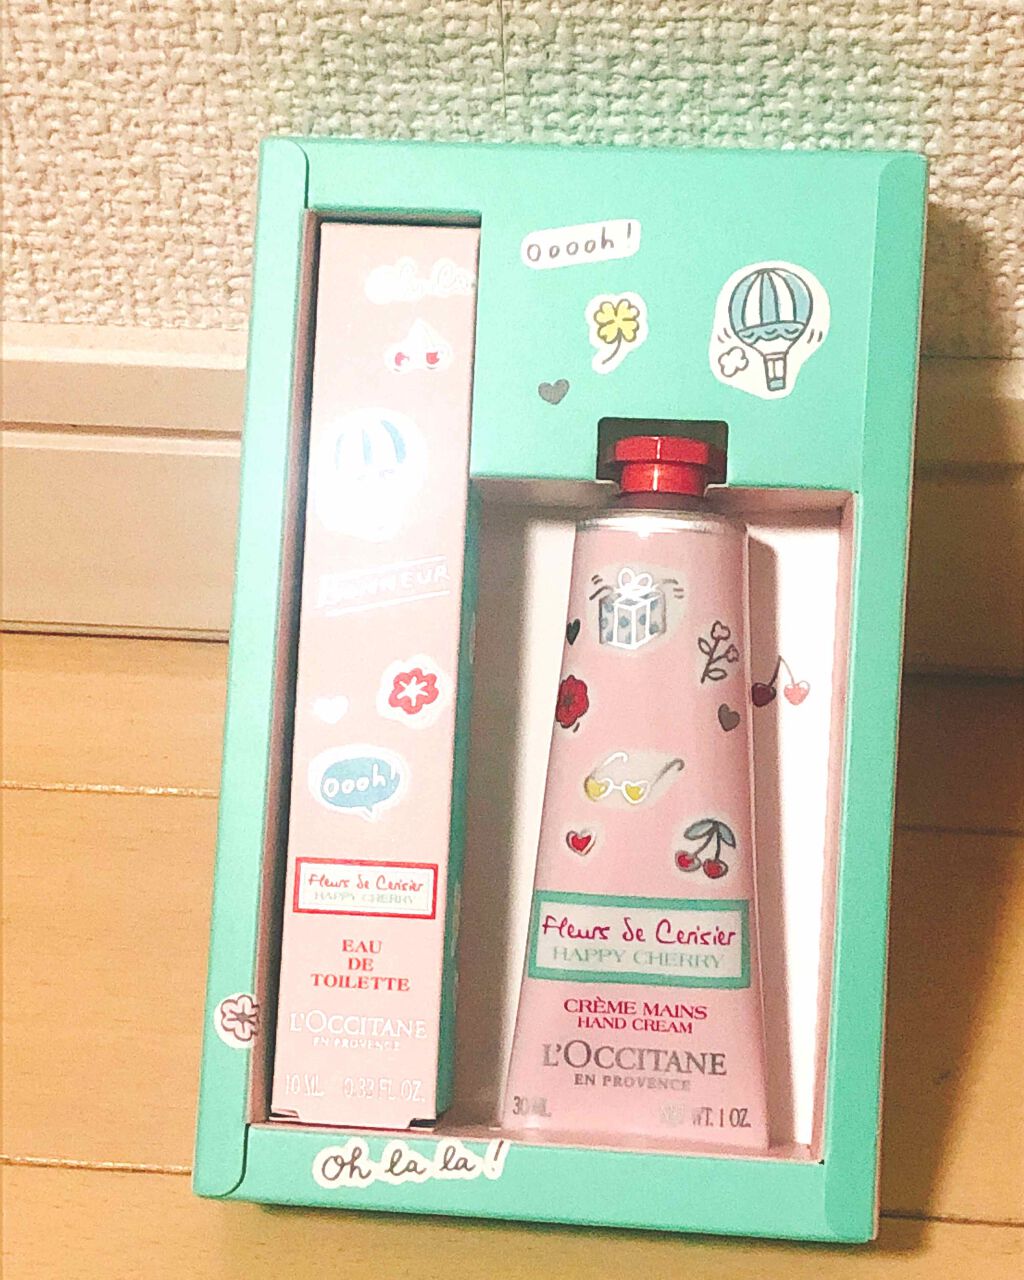 Ooooh!
BONHEUR
Oooh!
Fleurs de Cerisier
HAPPY CHERRY
EAU
DE
TOILETTE
L'OCCITANE
EN PROVENCE
10 ML 0.33 FL. OZ.
Fleurs de Cerisier
HAPPY CHERRY
CRÈME MAINS
HAND CREAM
L'OCCITANE
EN PROVENCE
30 ML WT. 1 OZ.
Oh la la !